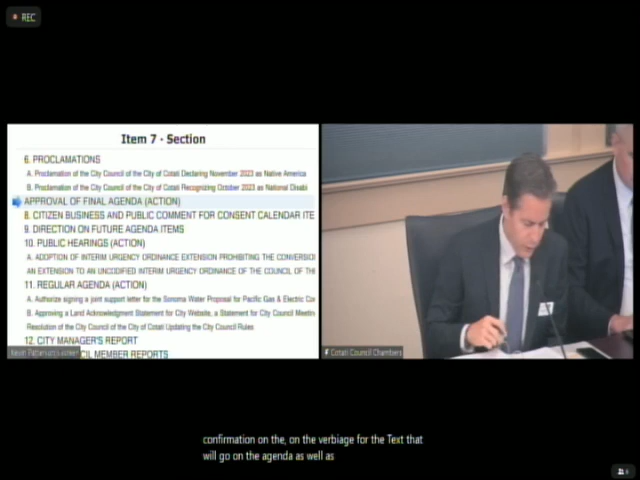 REC
Item 7 - Section
6. PROCLAMATIONS
A. Proclamation of the City Council of the City of Cotati Declaring November 2023 as Native America
B. Proclamation of the City Council of the City of Cotati Recognizing October 2023 as National Disabi
APPROVAL OF FINAL AGENDA (ACTION)
8. CITIZEN BUSINESS AND PUBLIC COMMENT FOR CONSENT CALENDAR ITE
9. DIRECTION ON FUTURE AGENDA ITEMS
10. PUBLIC HEARINGS (ACTION)
A. ADOPTION OF INTERIM URGENCY ORDINANCE EXTENSION PROHIBITING THE CONVERSIO
AN EXTENSION TO AN UNCODIFIED INTERIM URGENCY ORDINANCE OF THE COUNCIL OF TH
11. REGULAR AGENDA (ACTION)
A. Authorize signing a joint support letter for the Sonoma Water Proposal for Pacific Gas & Electric Co
B. Approving a Land Acknowledgment Statement for City Website, a Statement for City Council Meetin
Resolution of the City Council of the City of Cotati Updating the City Council Rules
12. CITY MANAGER'S REPORT
CIL MEMBER REPORTS
Kevin
Cotati Council Chambers
confirmation on the, on the verbiage for the Text that
will go on the agenda as well as